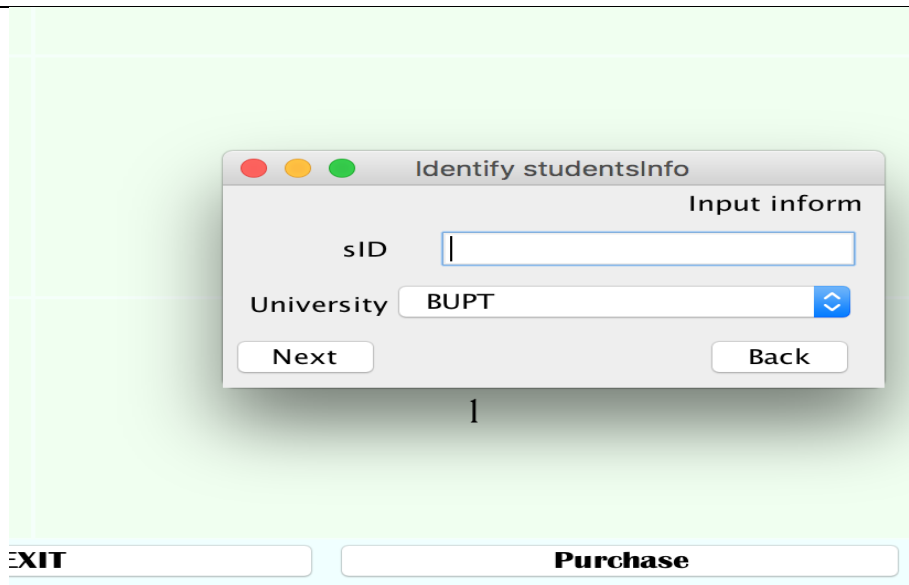 Identify studentsInfo
Input inform
sID
University BUPT
Next Back
1
EXIT Purchase